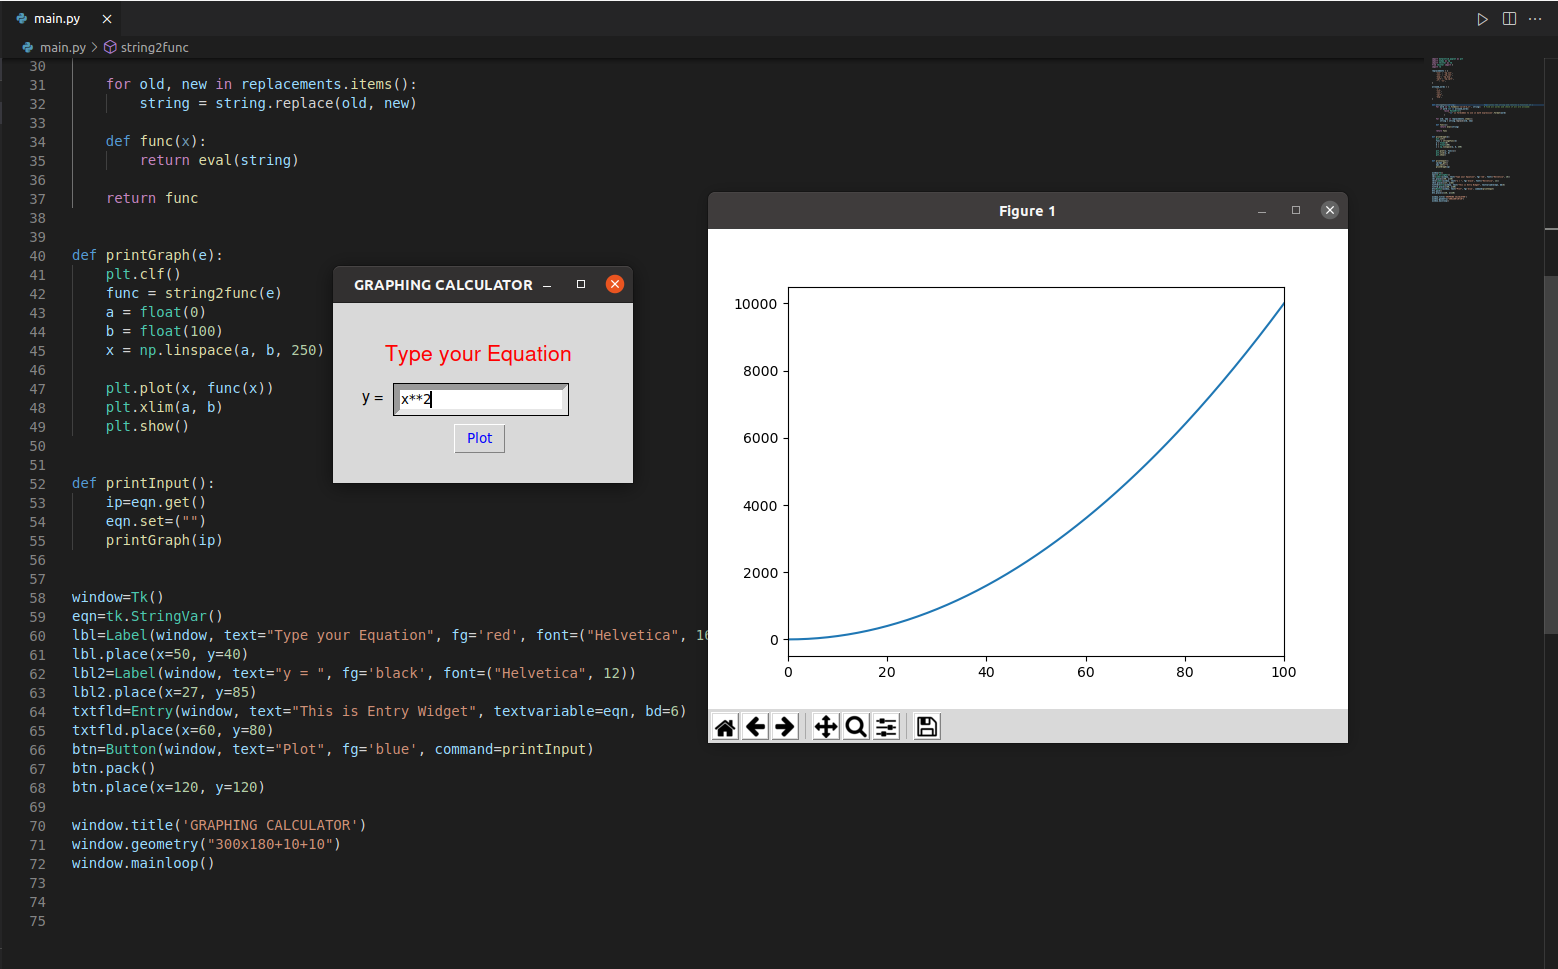 main.py
main.py > string2func
30
31 for old, new in replacements.items():
32 string = string.replace(old, new)
33
34 def func(x):
35 return eval(string)
36
37 return func
38
39
40 def printGraph(e):
41 plt.clf()
42 func = string2func(e)
43 a = float(0)
44 b = float(100)
45 x = np.linspace(a, b, 250)
46
47 plt.plot(x, func(x))
48 plt.xlim(a, b)
49 plt.show()
50
51
52 def printInput():
53 ip=eqn.get()
54 eqn.set=("")
55 printGraph(ip)
56
57
58 window=Tk()
59 eqn=tk.StringVar()
60 lbl=Label(window, text="Type your Equation", fg='red', font=("Helvetica", 16
61 lbl.place(x=50, y=40)
62 lbl2=Label(window, text="y = ", fg='black', font=("Helvetica", 12))
63 lbl2.place(x=27, y=85)
64 txtfld=Entry(window, text="This is Entry Widget", textvariable=eqn, bd=6)
65 txtfld.place(x=60, y=80)
66 btn=Button(window, text="Plot", fg='blue', command=printInput)
67 btn.pack()
68 btn.place(x=120, y=120)
69
70 window.title('GRAPHING CALCULATOR')
71 window.geometry("300x180+10+10")
72 window.mainloop()
73
74
75
GRAPHING CALCULATOR
Type your Equation
y = x**2
Plot
Figure 1
10000
8000
6000
4000
2000
0
0 20 40 60 80 100